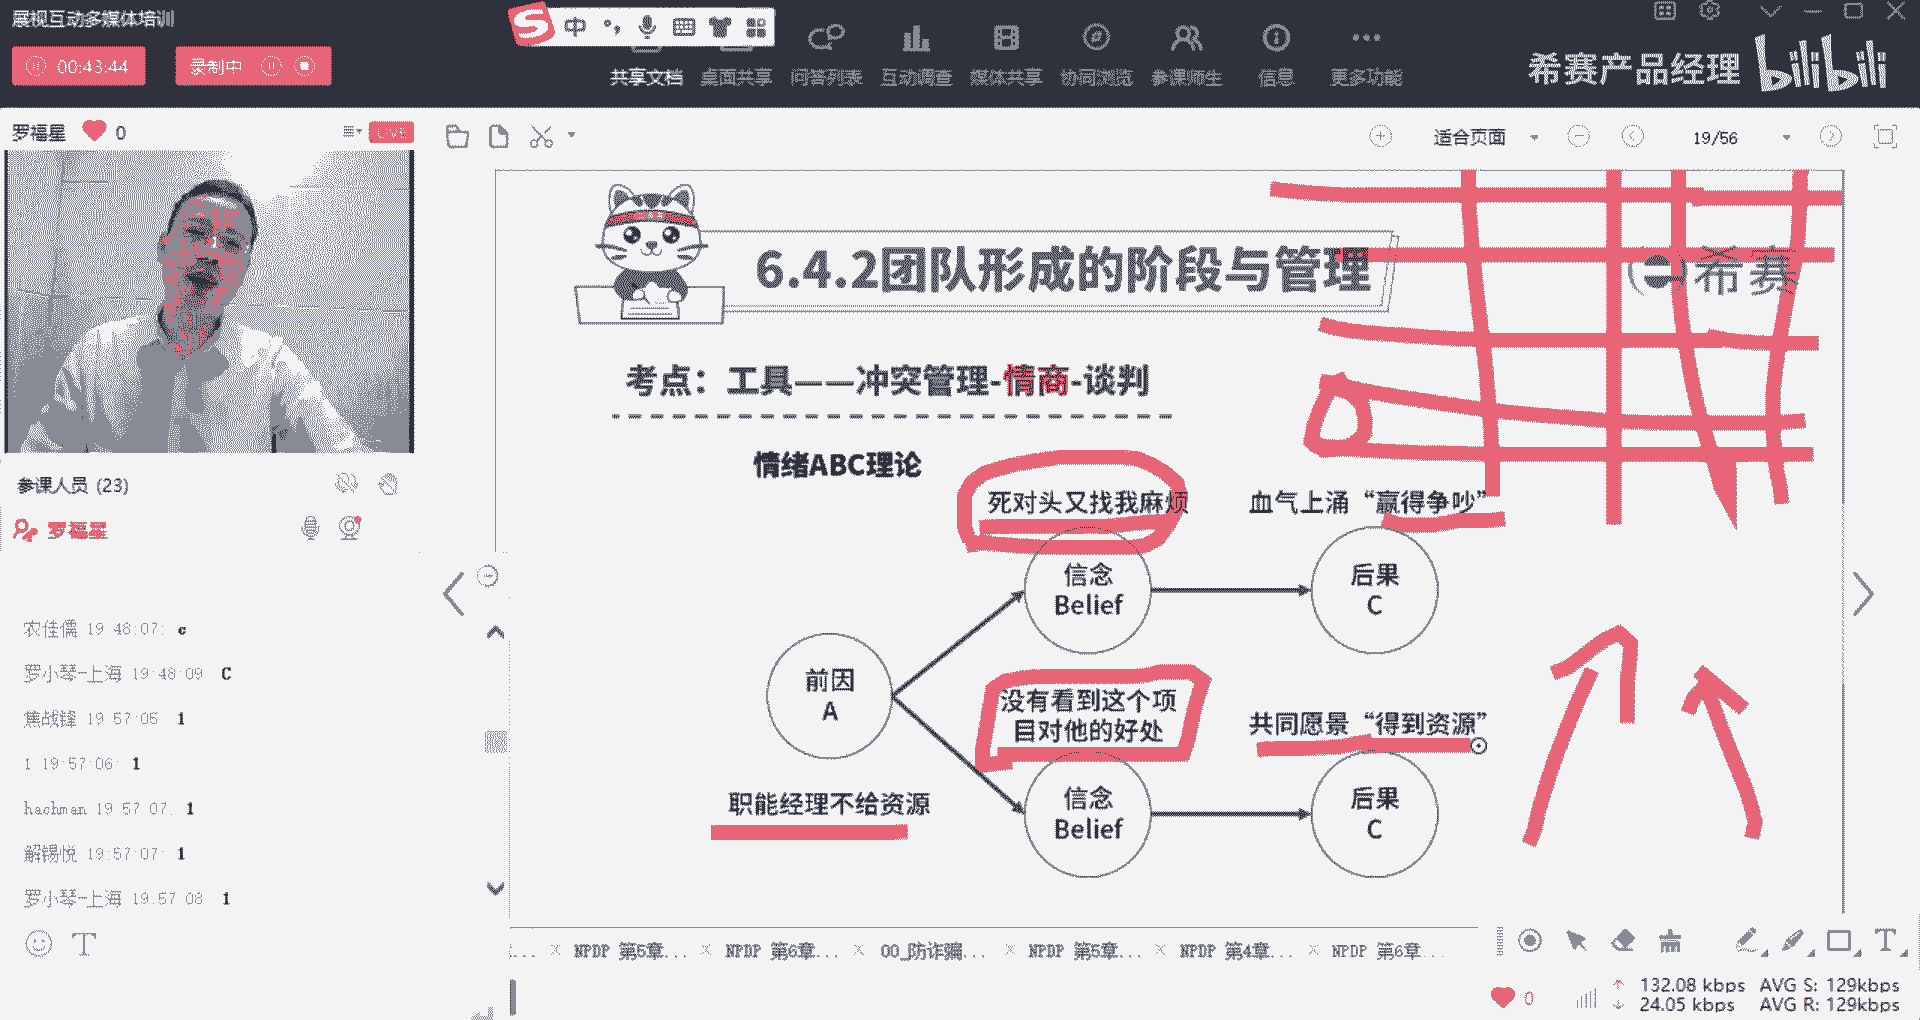 展视互动多媒体培训
00:43:44
录制中
中
共享文档 桌面共享 问答列表 互动调查 媒体共享 协同浏览 参课师生 信息 更多功能
希赛产品经理 bilibili
罗福星 0
LIVE
适合页面
19/56
6.4.2团队形成的阶段与管理
希赛
考点：工具——冲突管理-情商-谈判
情绪ABC理论
死对头又找我麻烦
血气上涌“赢得争吵”
信念
Belief
后果
C
前因
A
没有看到这个项
目对他的好处
共同愿景“得到资源”
职能经理不给资源
信念
Belief
后果
C
参课人员 (23)
罗福星
农佳儒 19:48:07: c
罗小琴-上海 19:48:09 C
焦战锋 19:57:05 1
1 19:57:06 1
hachman 19:57:07 1
解锡悦 19:57:07 1
罗小琴-上海 19:57:08 1
NPDP 第5章... NPDP 第6章... 00_防诈骗... NPDP 第5章... NPDP 第4章... NPDP 第6章...
0
132.08 kbps AVG S: 129kbps
24.05 kbps AVG R: 129kbps